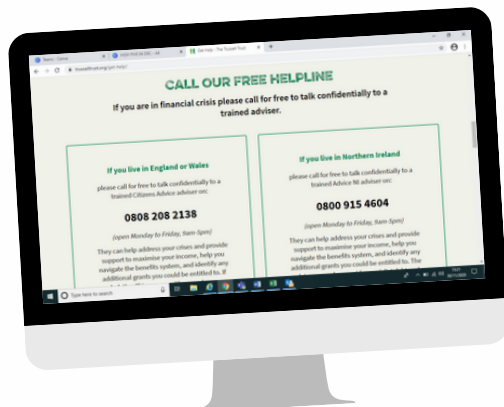 Get Help - The Trussell Trust
CALL OUR FREE HELPLINE
If you are in financial crisis please call for free to talk confidentially to a
trained adviser.
If you live in England or Wales
please call for free to talk confidentially to a
trained Citizens Advice adviser on:
0808 208 2138
(open Monday to Friday, 9am-5pm)
They can help address your crises and provide
support to maximise your income, help you
navigate the benefits system, and identify any
additional grants you could be entitled to. If
If you live in Northern Ireland
please call for free to talk confidentially to a
trained Advice NI adviser on:
0800 915 4604
(open Monday to Friday, 9am-5pm)
They can help address your crises and provide
support to maximise your income, help you
navigate the benefits system, and identify any
additional grants you could be entitled to. The
Type here to search